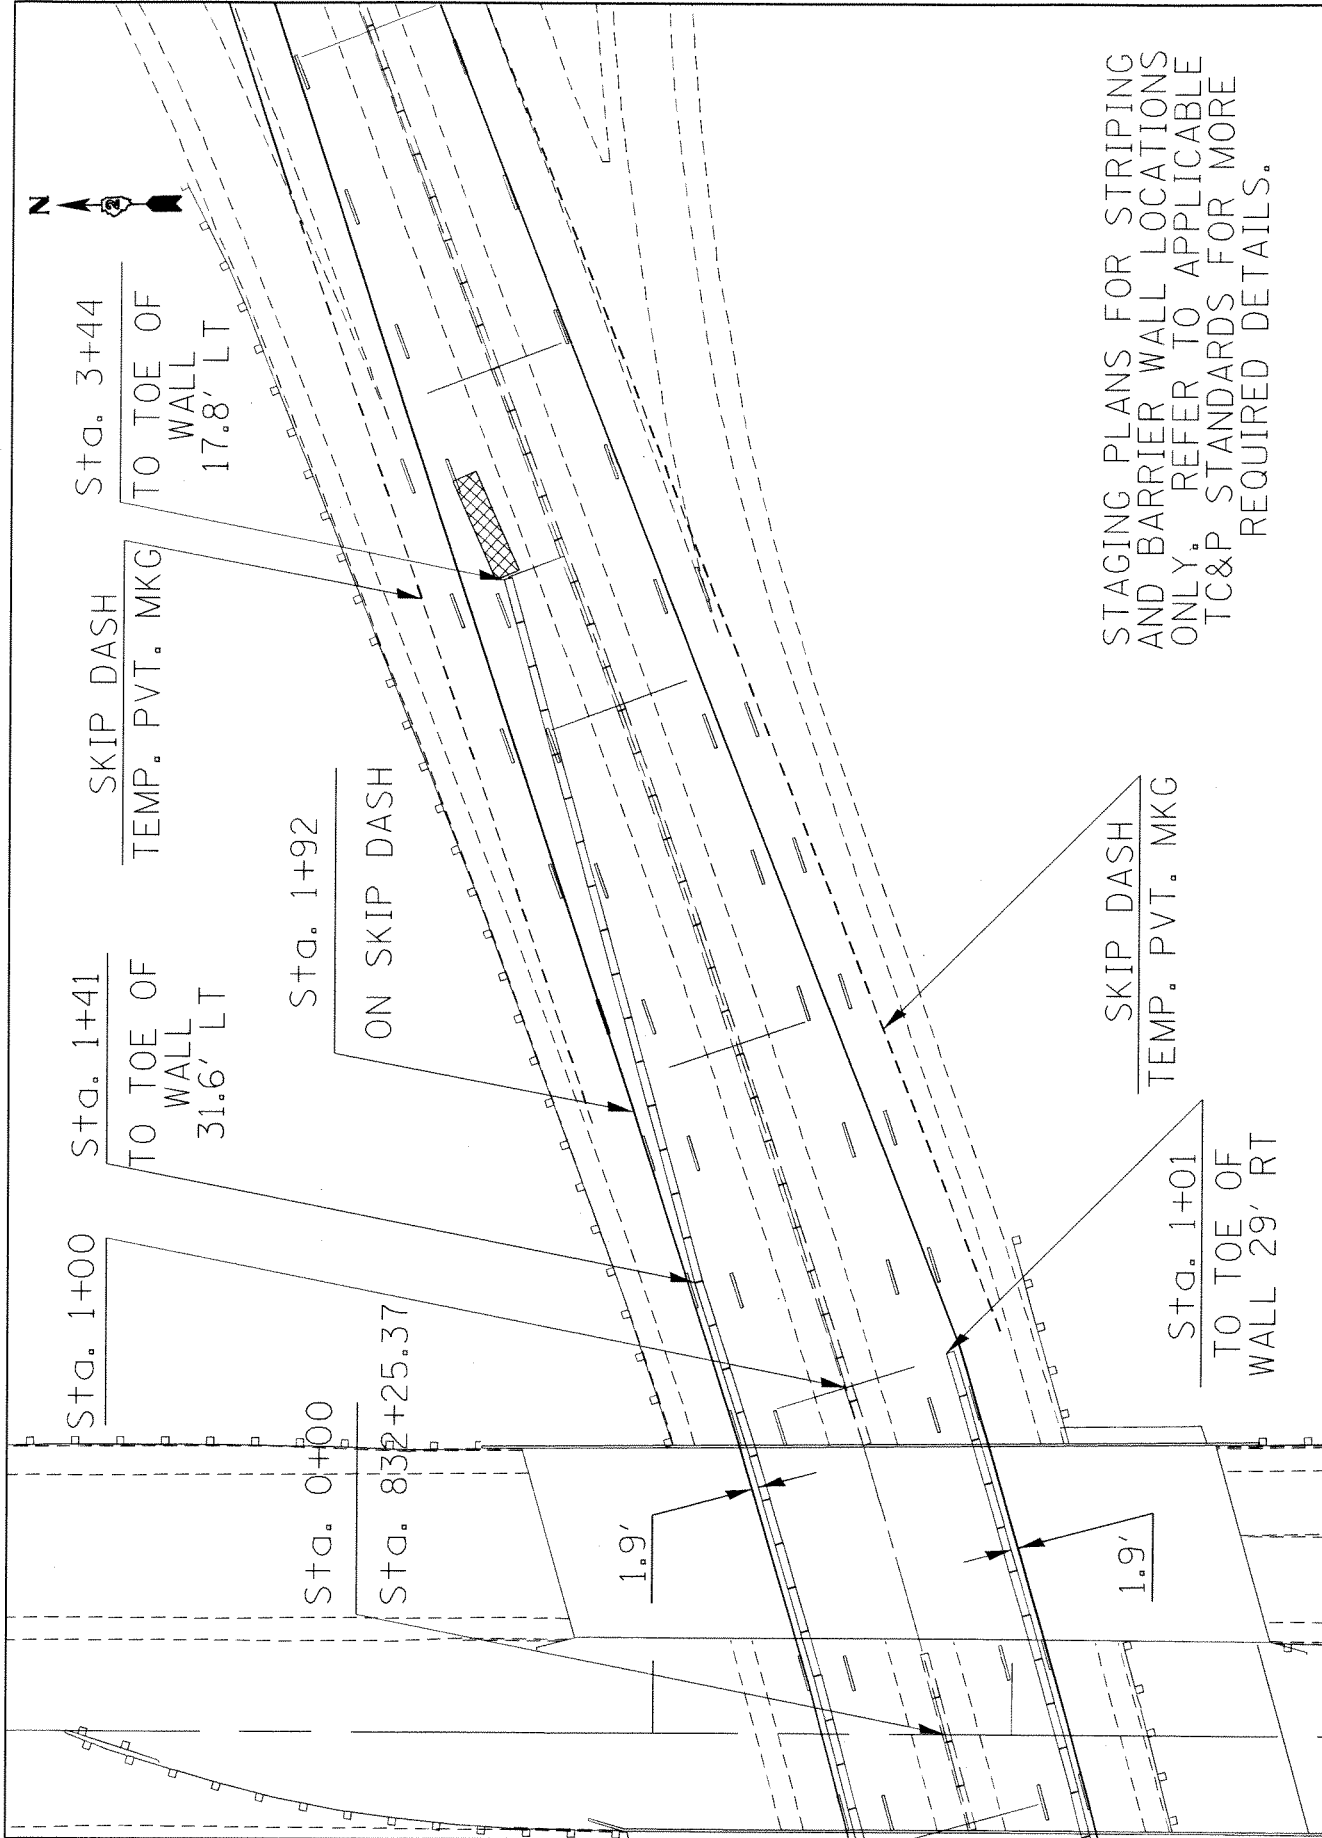 N
2
Sta. 3+44
TO TOE OF
WALL
17.8' LT
SKIP DASH
TEMP. PVT. MKG
Sta. 1+92
ON SKIP DASH
Sta. 1+41
TO TOE OF
WALL
31.6' LT
Sta. 1+00
Sta. 0+00
Sta. 832+25.37
1.9'
1.9'
Sta. 1+01
TO TOE OF
WALL 29' RT
SKIP DASH
TEMP. PVT. MKG
STAGING PLANS FOR STRIPING
AND BARRIER WALL LOCATIONS
ONLY. REFER TO APPLICABLE
TC&P STANDARDS FOR MORE
REQUIRED DETAILS.